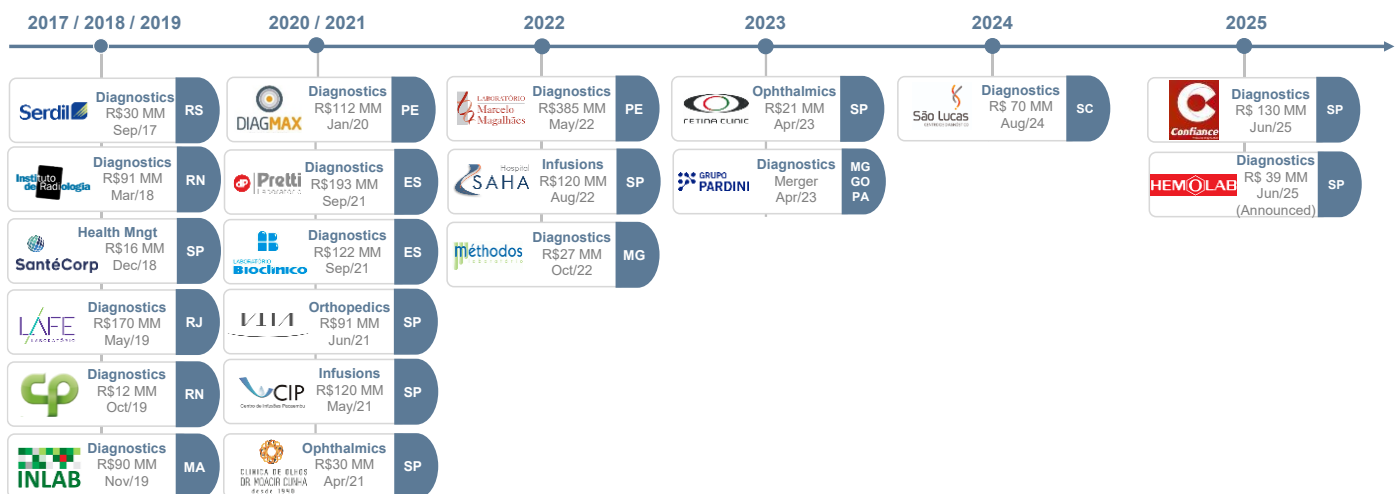 2017 / 2018 / 2019
2020 / 2021
2022
2023
2024
2025
Serdil
Diagnostics
R$30 MM
Sep/17
RS
Instituto
de Radiologia
Diagnostics
R$91 MM
Mar/18
RN
SantéCorp
Health Mngt
R$16 MM
Dec/18
SP
LAFE
LABORATÓRIO
Diagnostics
R$170 MM
May/19
RJ
cp
Diagnostics
R$12 MM
Oct/19
RN
INLAB
Diagnostics
R$90 MM
Nov/19
MA
DIAGMAX
Diagnostics
R$112 MM
Jan/20
PE
Pretti
Laboratório
Diagnostics
R$193 MM
Sep/21
ES
LABORATÓRIO
Bioclínico
Diagnostics
R$122 MM
Sep/21
ES
Orthopedics
R$91 MM
Jun/21
SP
CIP
Centro de Infusões Pacaembu
Infusions
R$120 MM
May/21
SP
CLINICA DE OLHOS
DR. MOACIR CUNHA
desde 1940
Ophthalmics
R$30 MM
Apr/21
SP
LABORATÓRIO
Marcelo
Magalhães
Diagnostics
R$385 MM
May/22
PE
Hospital
SAHA
Infusions
R$120 MM
Aug/22
SP
méthodos
laboratório
Diagnostics
R$27 MM
Oct/22
MG
RETINA CLINIC
Ophthalmics
R$21 MM
Apr/23
SP
GRUPO
PARDINI
Diagnostics
Merger
Apr/23
MG
GO
PA
São Lucas
Diagnostics
R$ 70 MM
Aug/24
SC
C
Confiance
Diagnostics
R$ 130 MM
Jun/25
SP
HEMOLAB
Diagnostics
R$ 39 MM
Jun/25
(Announced)
SP